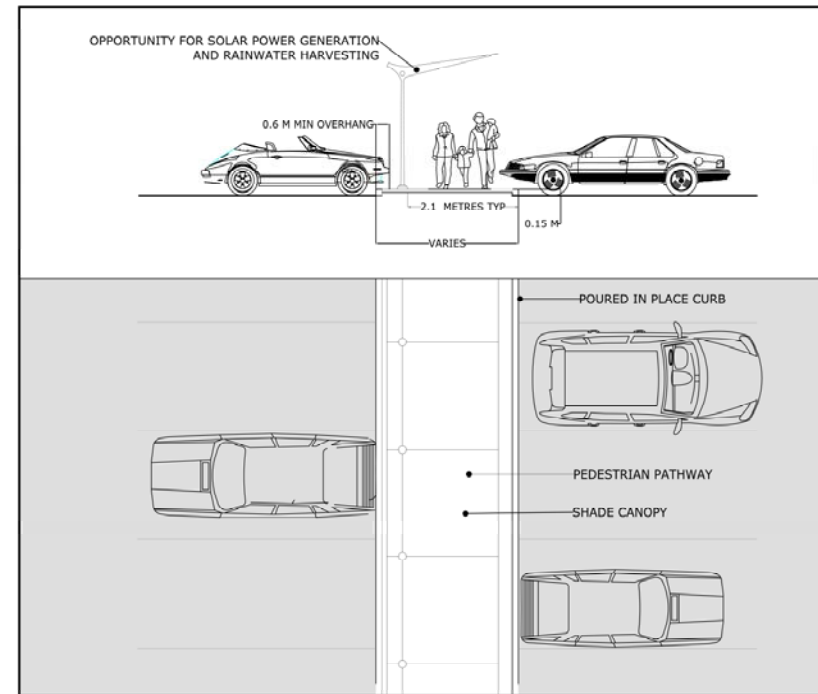 OPPORTUNITY FOR SOLAR POWER GENERATION
AND RAINWATER HARVESTING
0.6 M MIN OVERHANG
2.1 METRES TYP
0.15 M
VARIES
POURED IN PLACE CURB
PEDESTRIAN PATHWAY
SHADE CANOPY